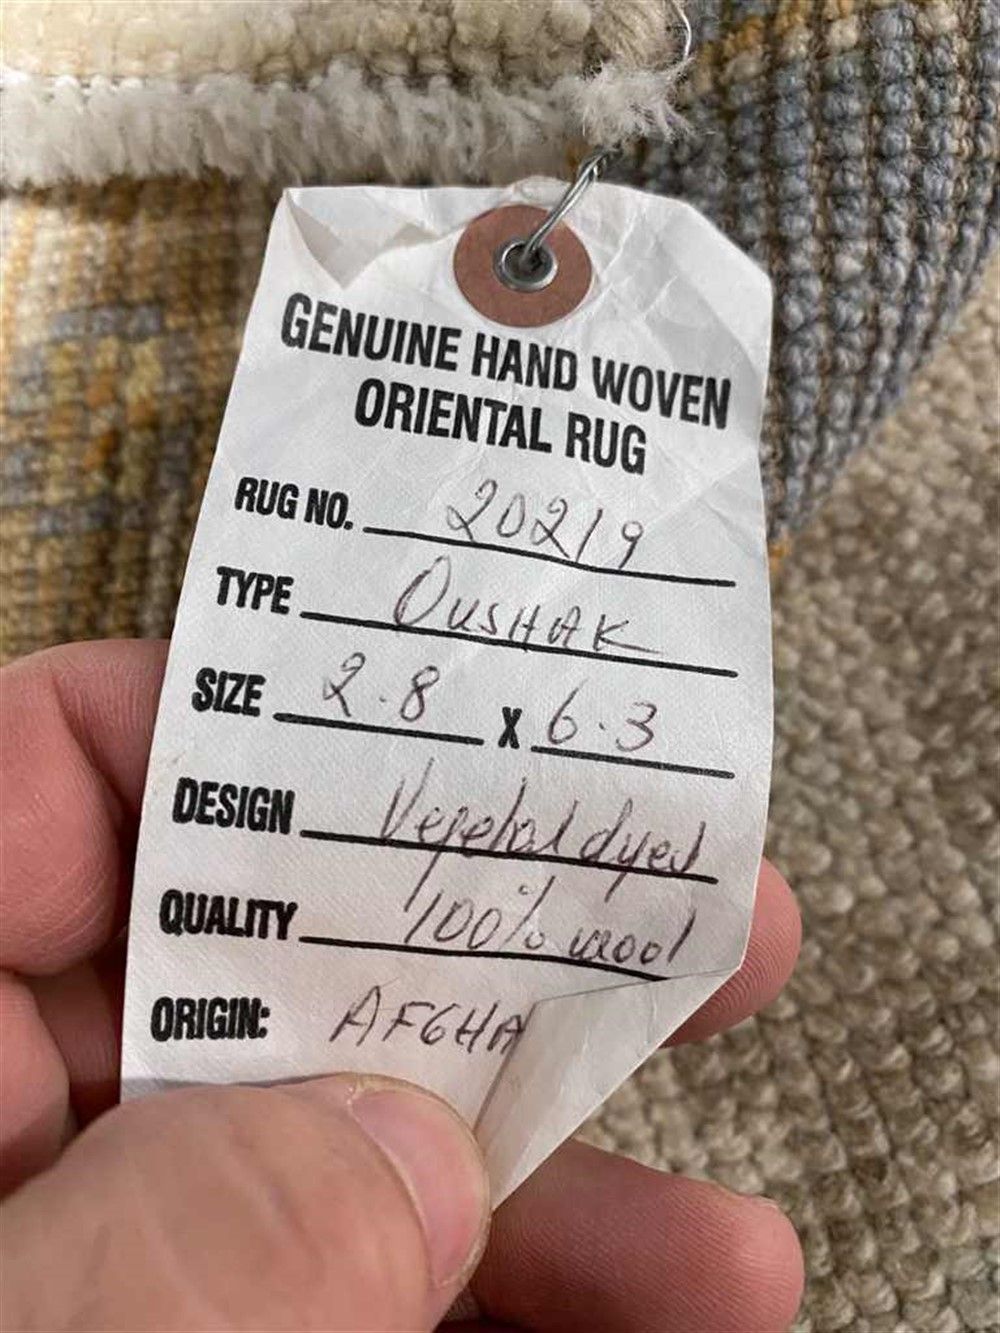 GENUINE HAND WOVEN
ORIENTAL RUG
RUG NO. 20219
TYPE OUSHAK
SIZE 2.8 X 6.3
DESIGN Vegetal dyed
QUALITY 100% wool
ORIGIN: AFGHA